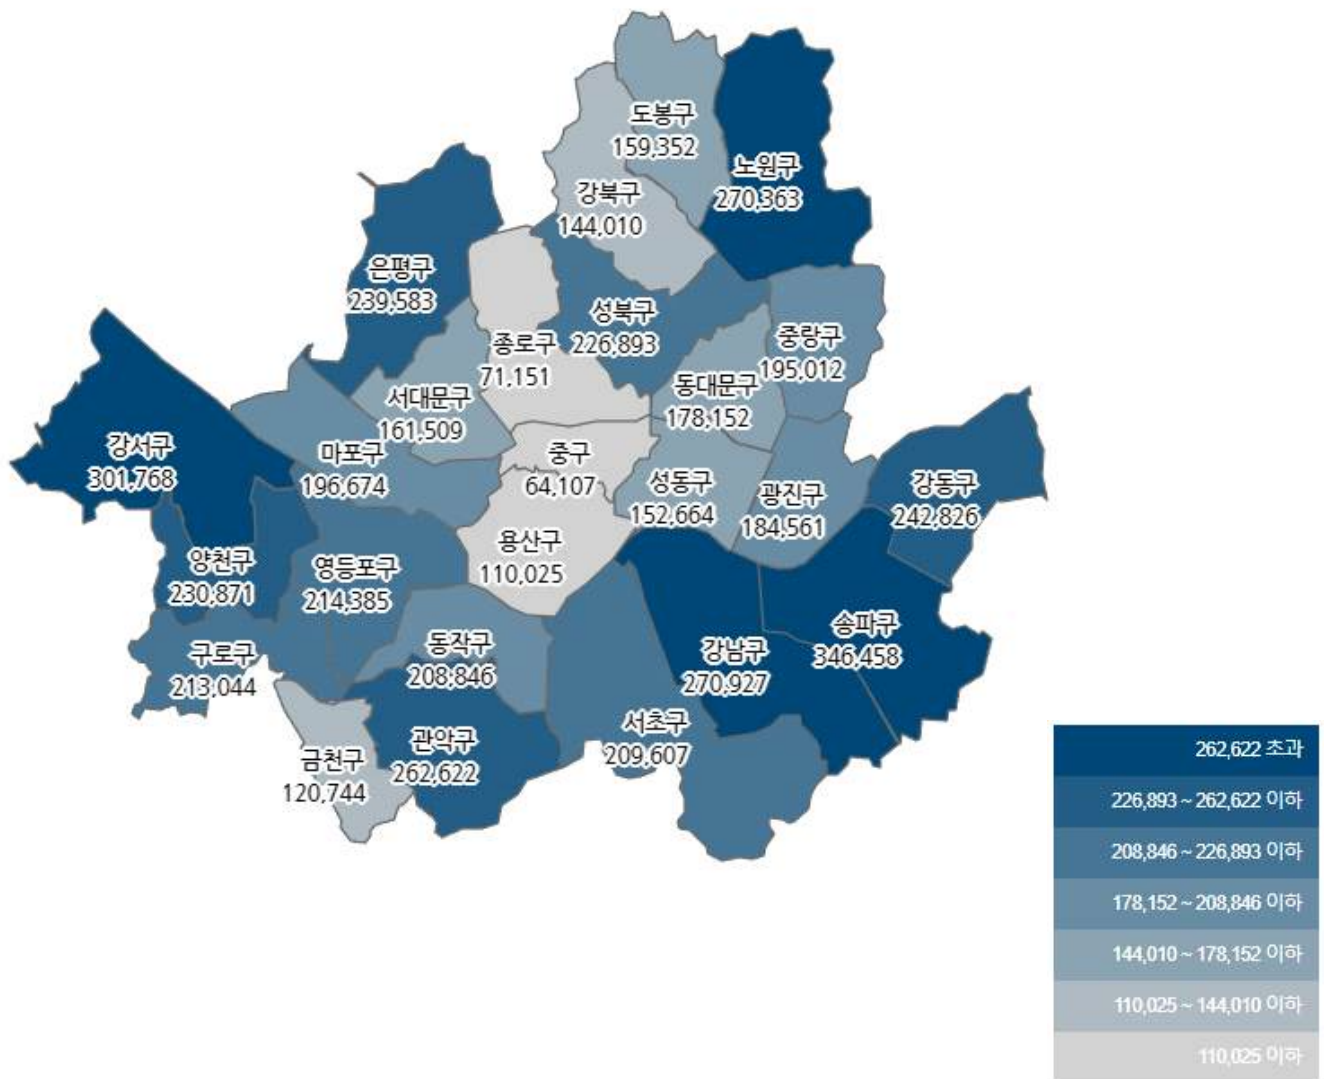 도봉구
159,352
노원구
270,363
강북구
144,010
은평구
239,583
성북구
226,893
종로구
71,151
중랑구
195,012
동대문구
178,152
서대문구
161,509
강서구
301,768
마포구
196,674
중구
64,107
성동구
152,664
광진구
184,561
강동구
242,826
양천구
230,871
영등포구
214,385
용산구
110,025
구로구
213,044
동작구
208,846
강남구
270,927
송파구
346,458
금천구
120,744
관악구
262,622
서초구
209,607
262,622 초과
226,893 ~ 262,622 이하
208,846 ~ 226,893 이하
178,152 ~ 208,846 이하
144,010 ~ 178,152 이하
110,025 ~ 144,010 이하
110,025 이하